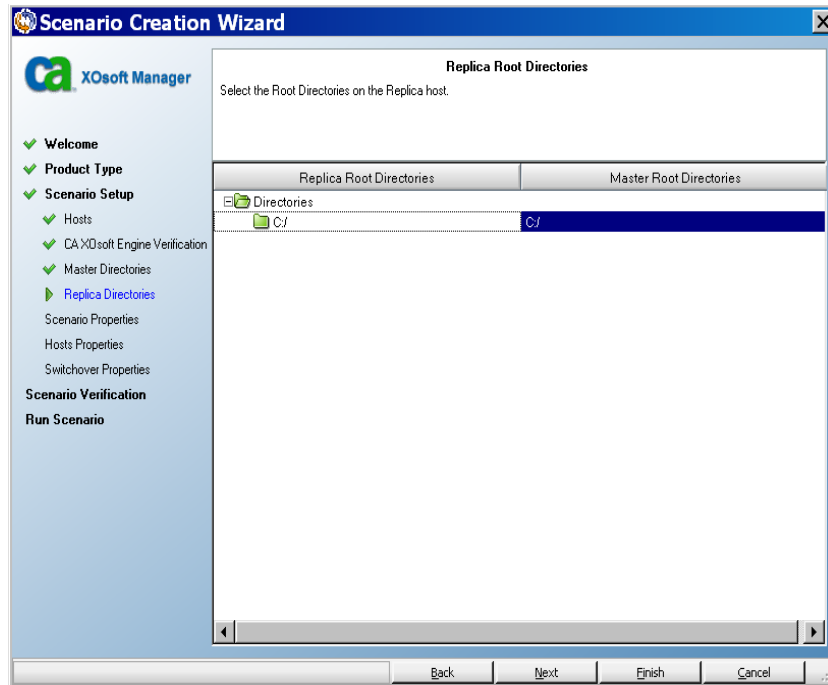 Scenario Creation Wizard
ca
XOsoft Manager
Welcome
Product Type
Scenario Setup
Hosts
CA XOsoft Engine Verification
Master Directories
Replica Directories
Scenario Properties
Hosts Properties
Switchover Properties
Scenario Verification
Run Scenario
Replica Root Directories
Select the Root Directories on the Replica host.
Replica Root Directories Master Root Directories
Directories
C:/ C:/
Back Next Finish Cancel